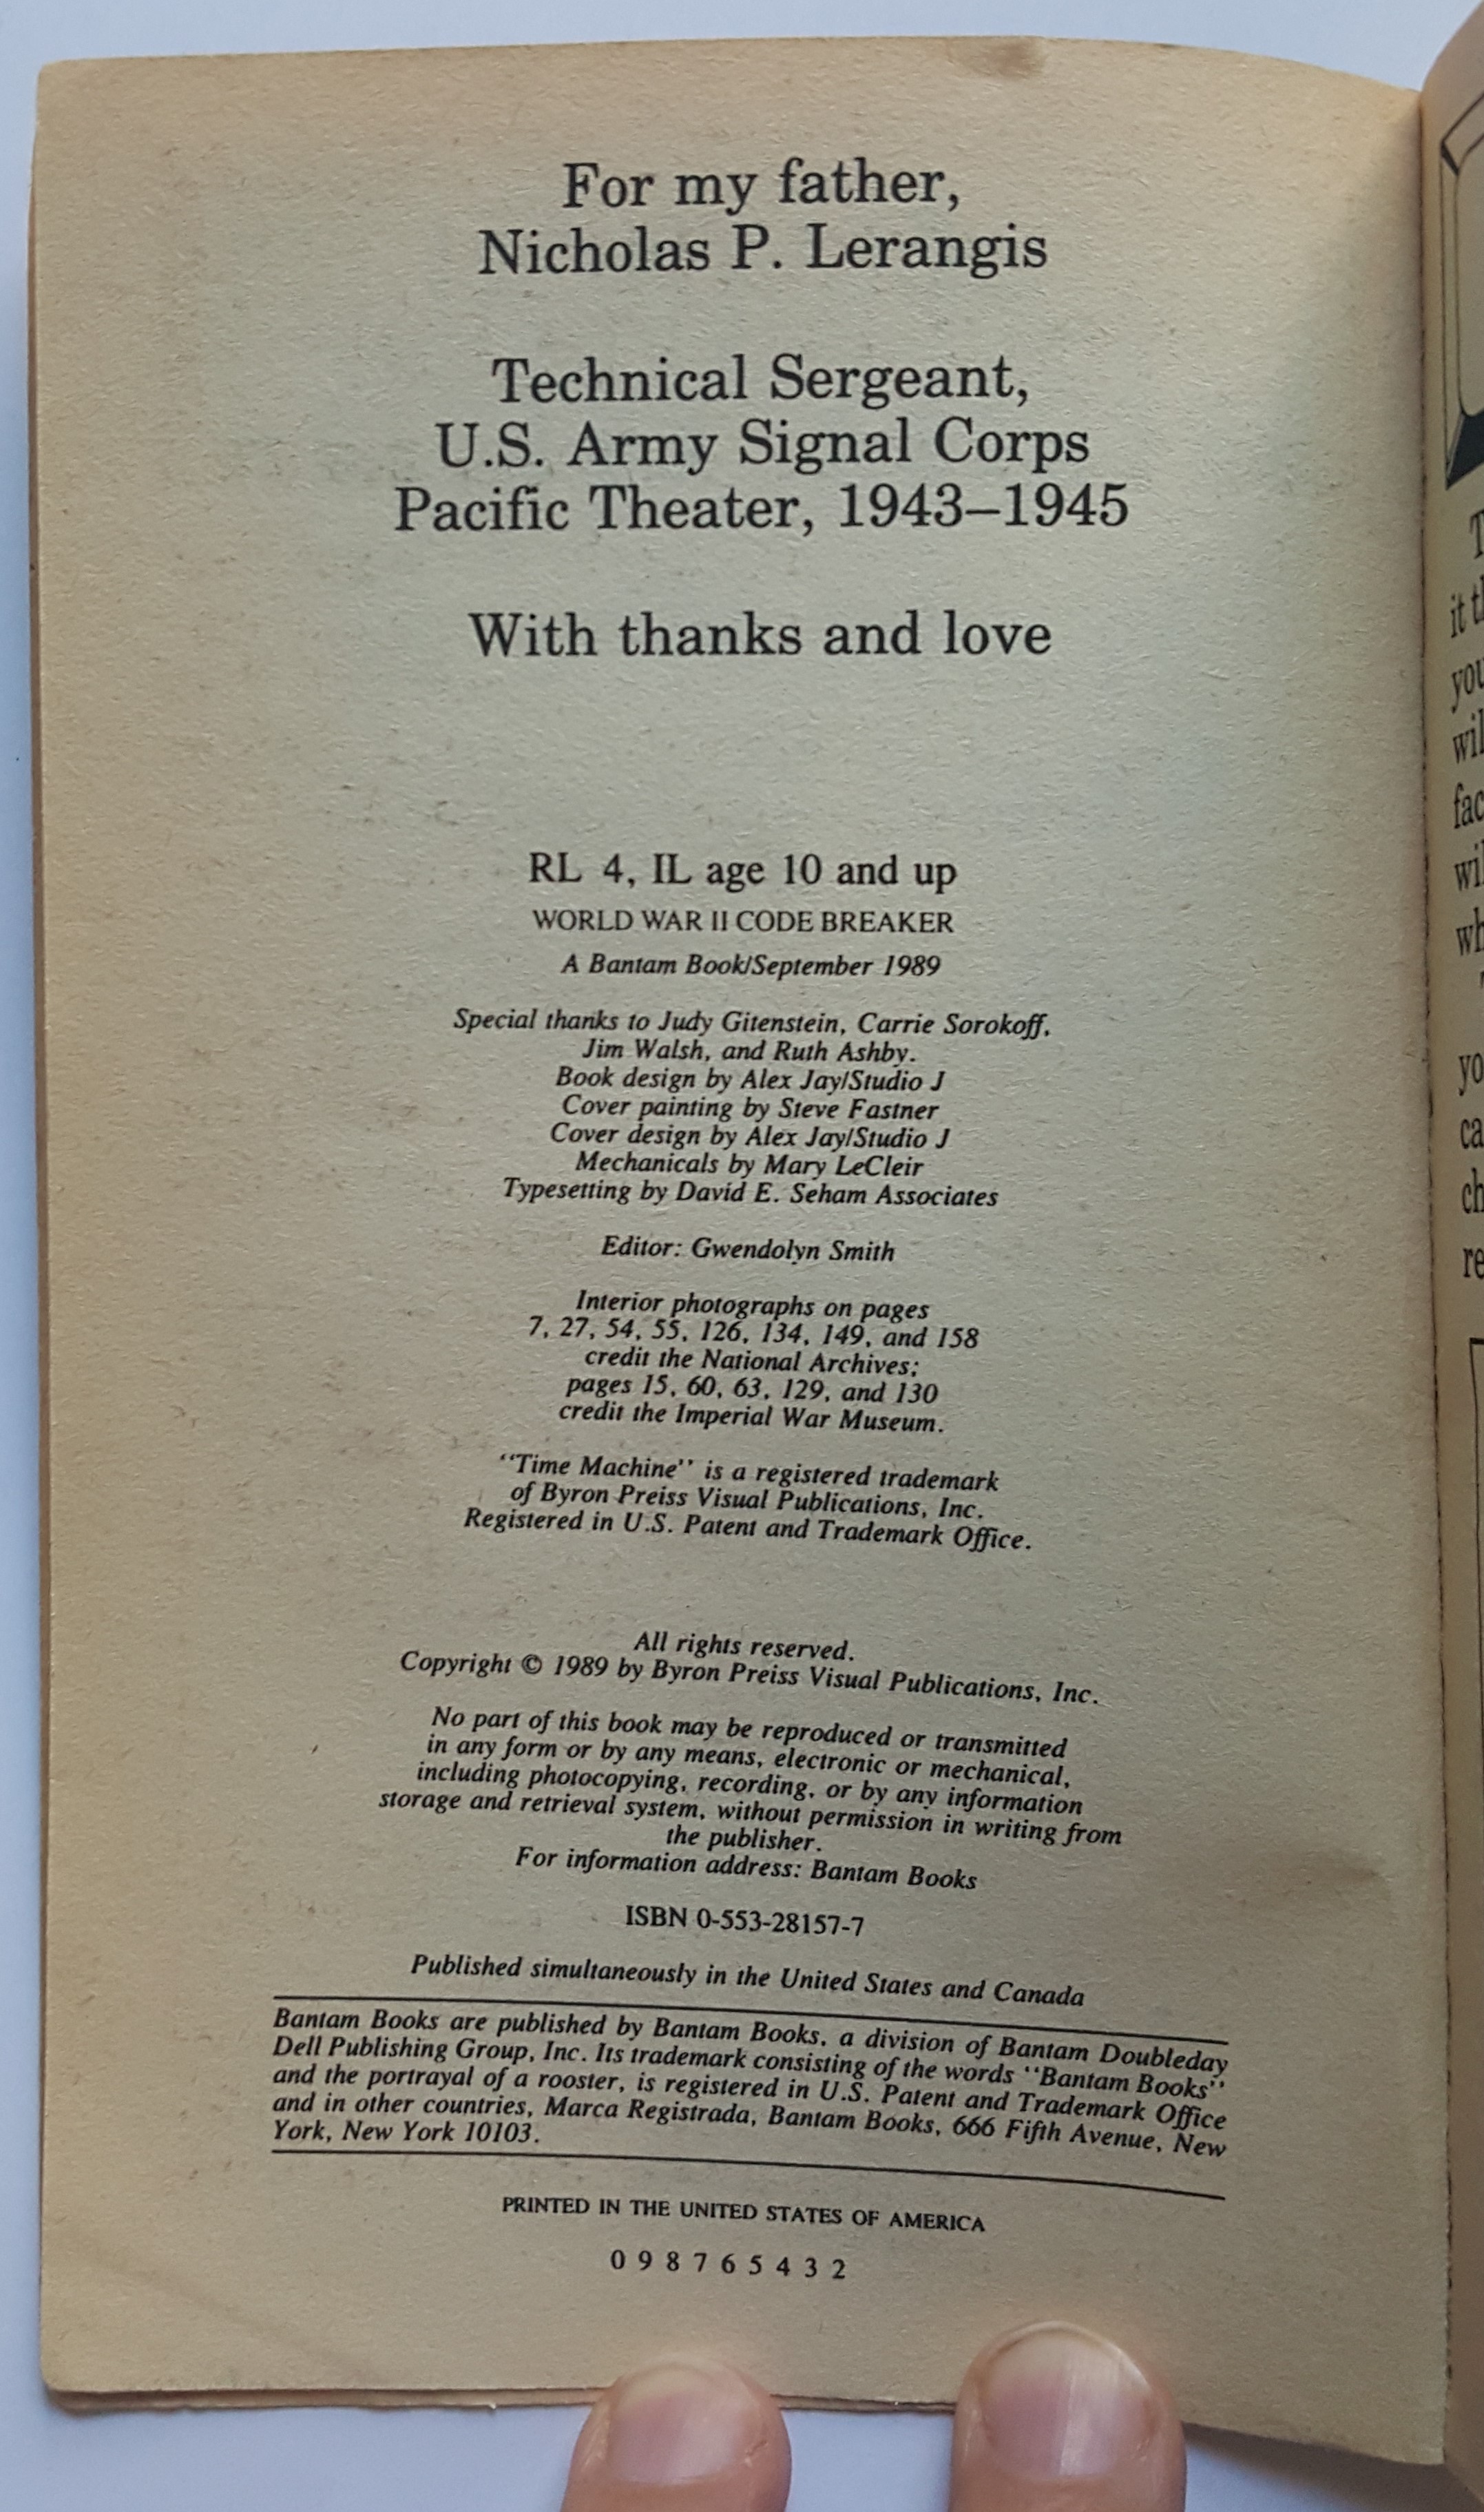 For my father,
Nicholas P. Lerangis
Technical Sergeant,
U.S. Army Signal Corps
Pacific Theater, 1943–1945
With thanks and love
RL 4, IL age 10 and up
WORLD WAR II CODE BREAKER
A Bantam Book/September 1989
Special thanks to Judy Gitenstein, Carrie Sorokoff,
Jim Walsh, and Ruth Ashby.
Book design by Alex Jay/Studio J
Cover painting by Steve Fastner
Cover design by Alex Jay/Studio J
Mechanicals by Mary LeCleir
Typesetting by David E. Seham Associates
Editor: Gwendolyn Smith
Interior photographs on pages
7, 27, 54, 55, 126, 134, 149, and 158
credit the National Archives;
pages 15, 60, 63, 129, and 130
credit the Imperial War Museum.
“Time Machine” is a registered trademark
of Byron Preiss Visual Publications, Inc.
Registered in U.S. Patent and Trademark Office.
All rights reserved.
Copyright © 1989 by Byron Preiss Visual Publications, Inc.
No part of this book may be reproduced or transmitted
in any form or by any means, electronic or mechanical,
including photocopying, recording, or by any information
storage and retrieval system, without permission in writing from
the publisher.
For information address: Bantam Books
ISBN 0-553-28157-7
Published simultaneously in the United States and Canada
Bantam Books are published by Bantam Books, a division of Bantam Doubleday
Dell Publishing Group, Inc. Its trademark consisting of the words “Bantam Books”
and the portrayal of a rooster, is registered in U.S. Patent and Trademark Office
and in other countries, Marca Registrada, Bantam Books, 666 Fifth Avenue, New
York, New York 10103.
PRINTED IN THE UNITED STATES OF AMERICA
0 9 8 7 6 5 4 3 2